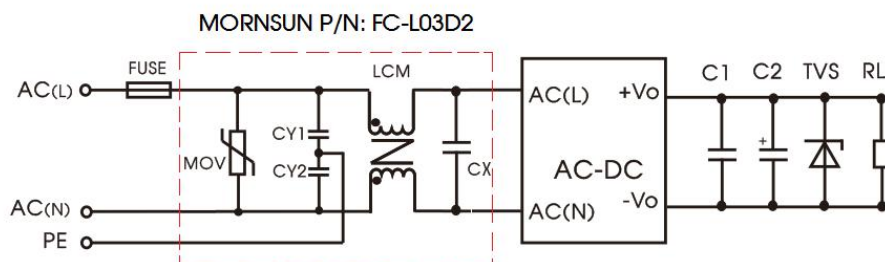 MORNSUN P/N: FC-L03D2
FUSE
LCM
C1 C2 TVS RL
AC(L)
AC(L) +Vo
CY1
MOV
CY2
CX
+
AC-DC
AC(N)
AC(N) -Vo
PE